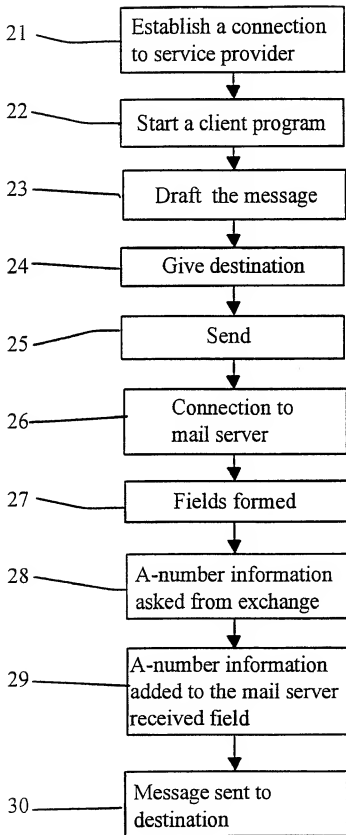 21
Establish a connection
to service provider
22
Start a client program
23
Draft the message
24
Give destination
25
Send
26
Connection to
mail server
27
Fields formed
28
A-number information
asked from exchange
29
A-number information
added to the mail server
received field
30
Message sent to
destination